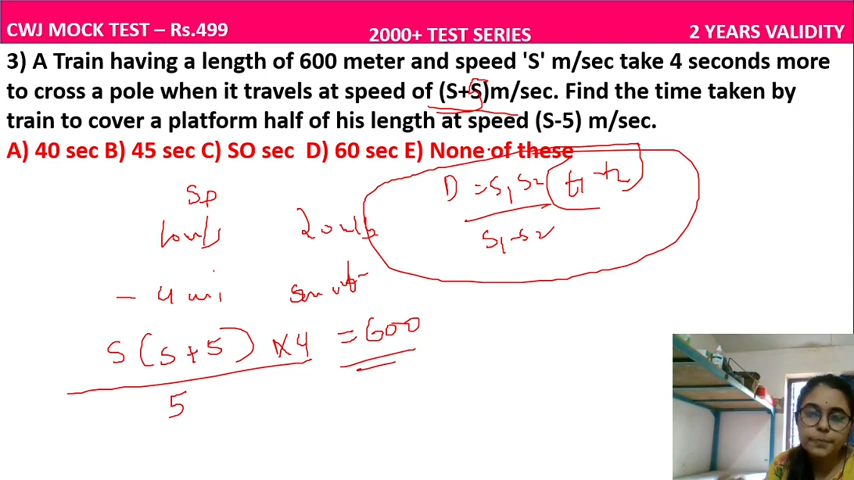 CWJ MOCK TEST – Rs.499
2000+ TEST SERIES
2 YEARS VALIDITY
3) A Train having a length of 600 meter and speed 'S' m/sec take 4 seconds more
to cross a pole when it travels at speed of (S+5)m/sec. Find the time taken by
train to cover a platform half of his length at speed (S-5) m/sec.
A) 40 sec B) 45 sec C) SO sec D) 60 sec E) None of these
D = S1 S2 t1 - t2
S1 - S2
Sp
- 4 mi
S (S+5) X4 = 600
5